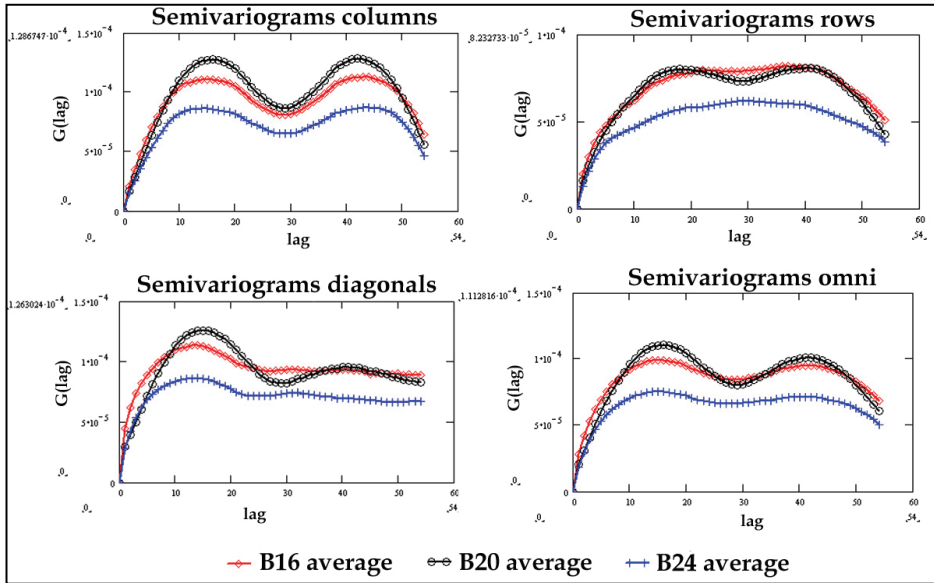 Semivariograms columns
1.286747·10⁻⁴
1.5•10⁻⁴
1•10⁻⁴
5•10⁻⁵
0
0
G(lag)
0 10 20 30 40 50 60
0
lag
54
Semivariograms rows
8.232733·10⁻⁵
1•10⁻⁴
5•10⁻⁵
0
0
G(lag)
0 10 20 30 40 50 60
0
lag
54
Semivariograms diagonals
1.263024·10⁻⁴
1.5•10⁻⁴
1•10⁻⁴
5•10⁻⁵
0
0
G(lag)
0 10 20 30 40 50 60
0
lag
54
Semivariograms omni
1.112816·10⁻⁴
1.5•10⁻⁴
1•10⁻⁴
5•10⁻⁵
0
0
G(lag)
0 10 20 30 40 50 60
0
lag
54
B16 average B20 average B24 average